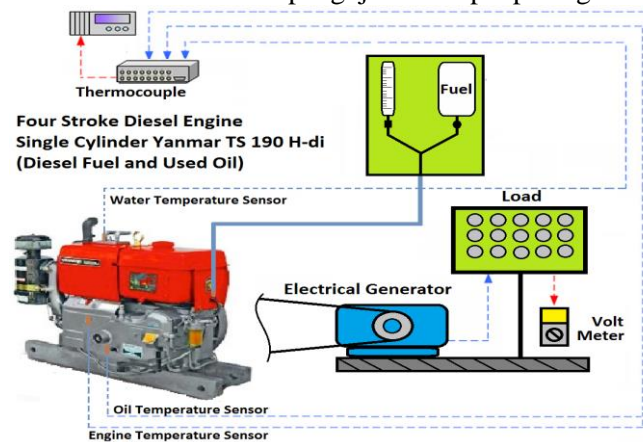 Thermocouple
Four Stroke Diesel Engine
Single Cylinder Yanmar TS 190 H-di
(Diesel Fuel and Used Oil)
Fuel
Water Temperature Sensor
Load
Electrical Generator
Volt
Meter
Oil Temperature Sensor
Engine Temperature Sensor